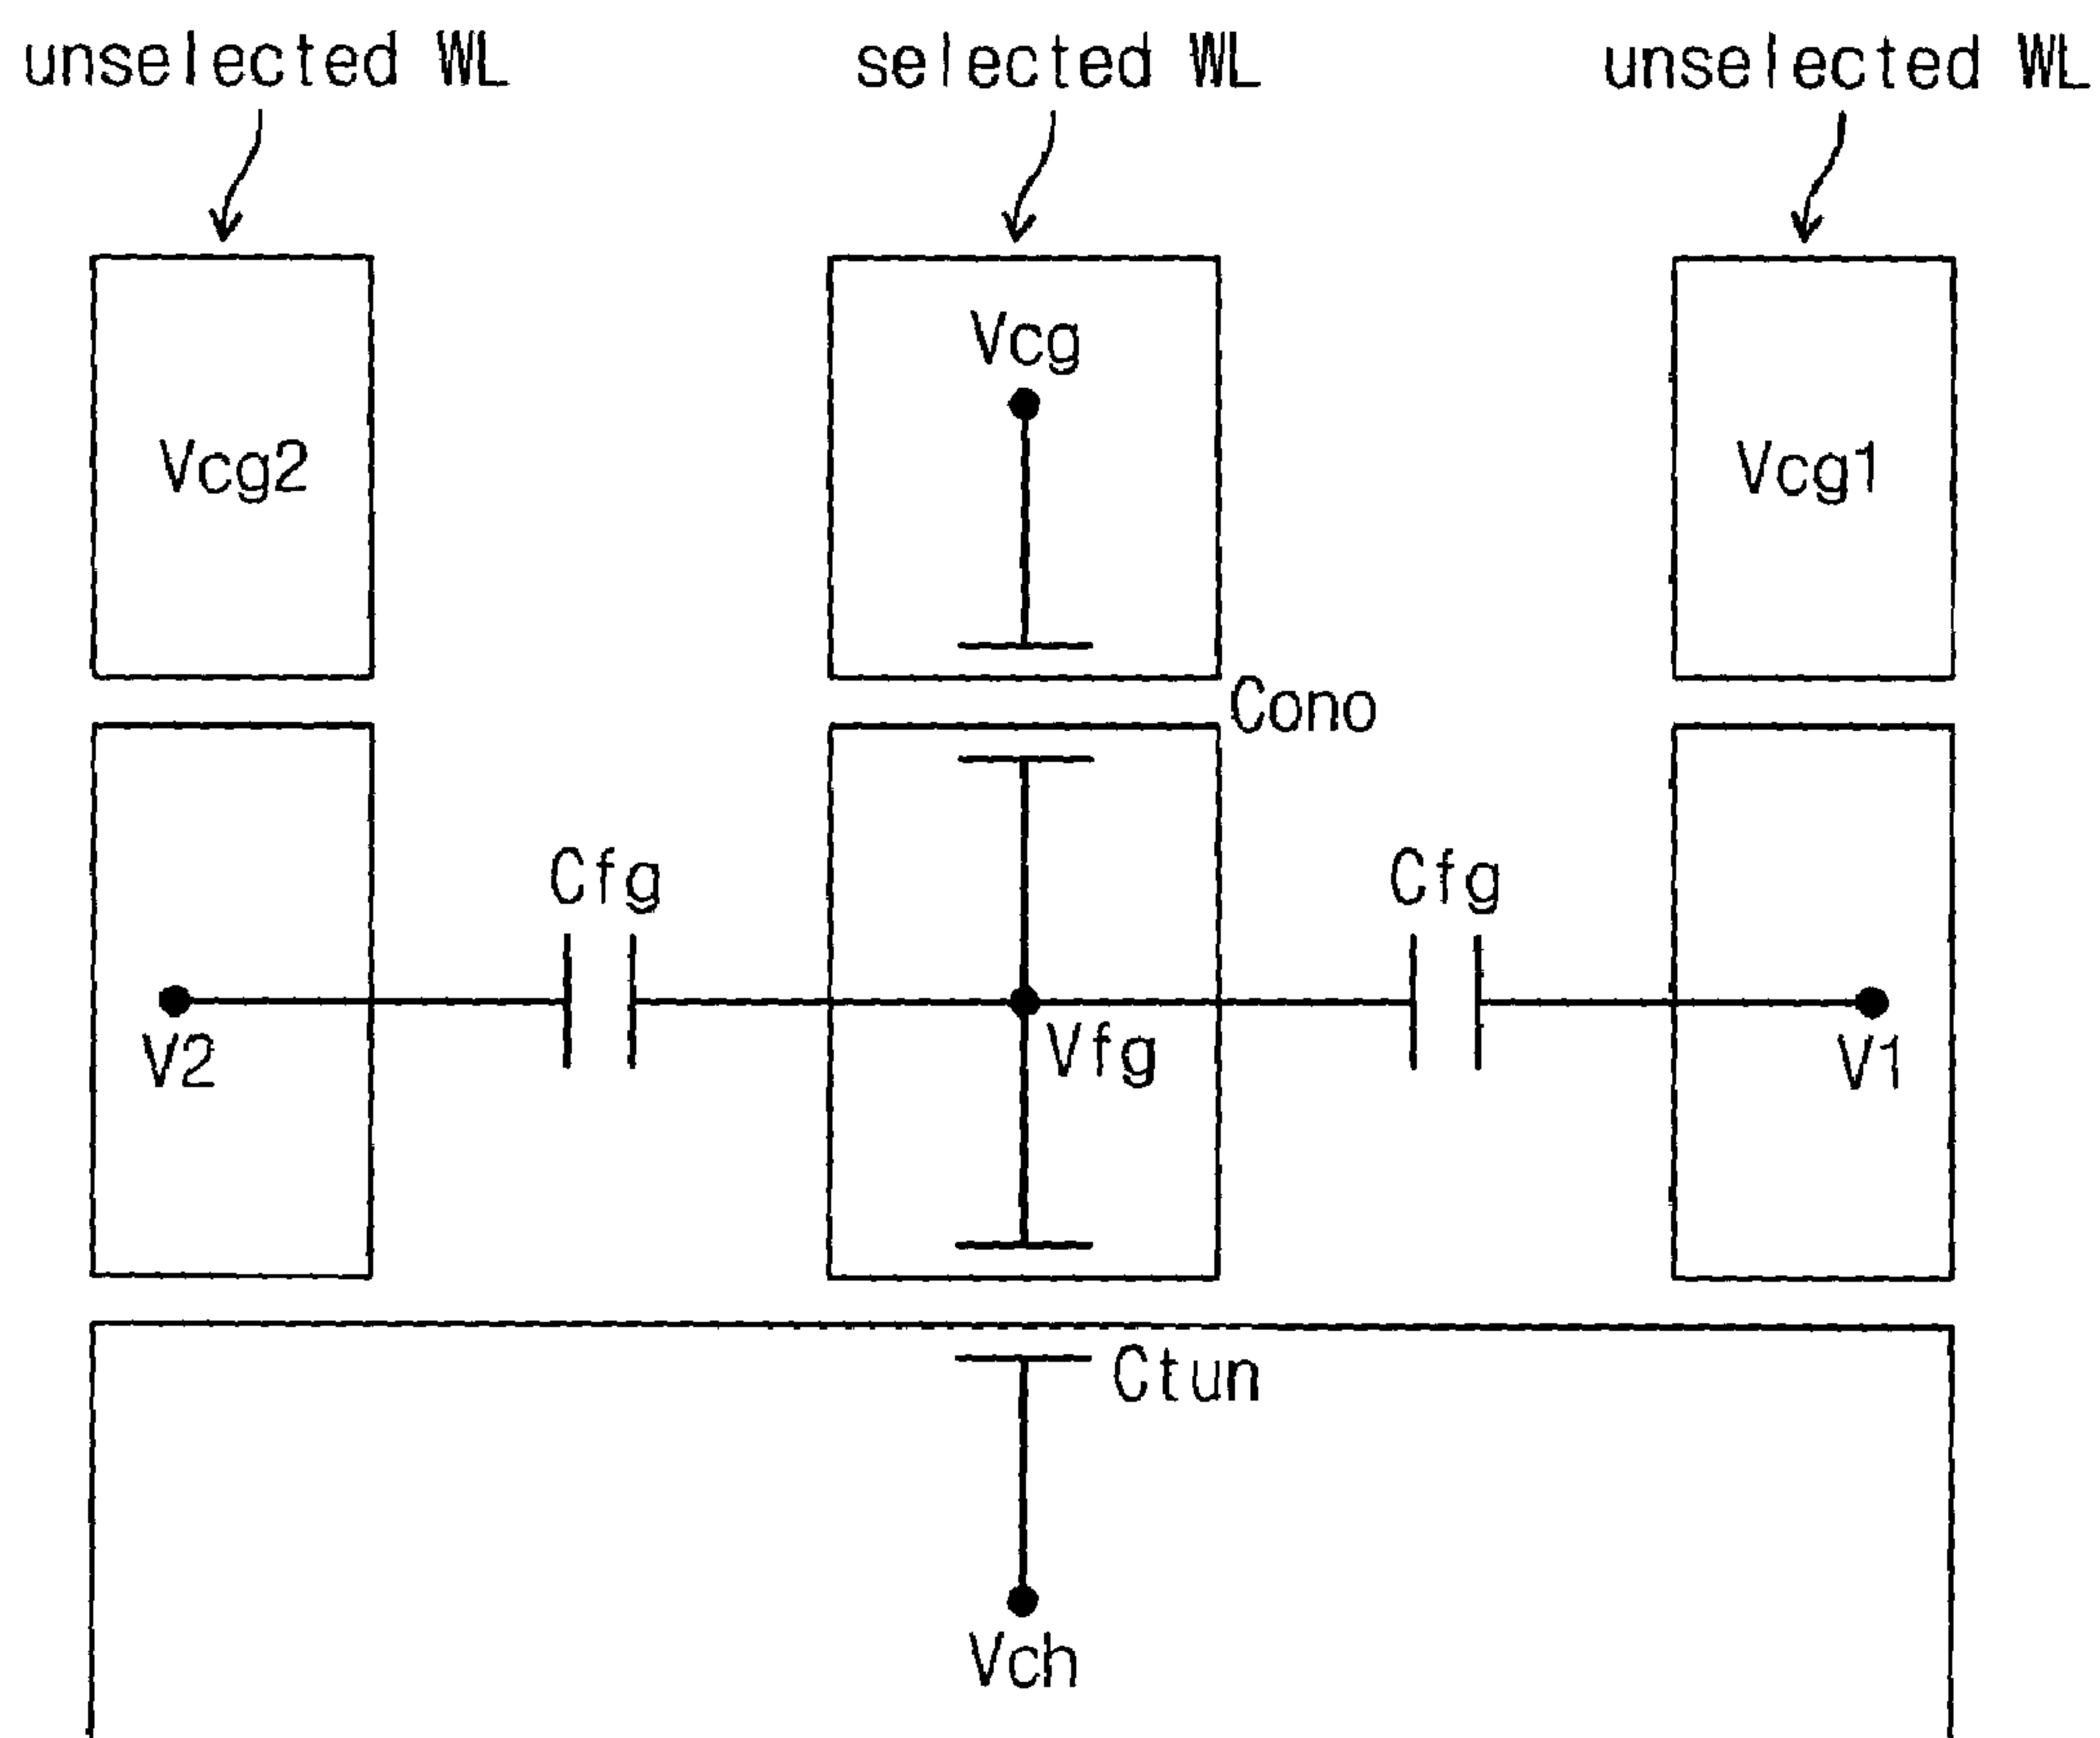 unselected WL
selected WL
unselected WL
Vcg
Vcg2
Vcg1
Cono
Cfg
Cfg
V2
Vfg
V1
Ctun
Vch